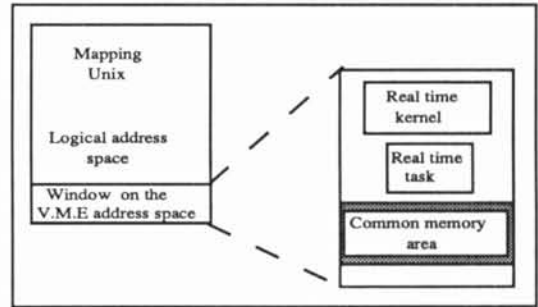 Mapping
Unix
Logical address
space
Window on the
V.M.E address space
Real time
kernel
Real time
task
Common memory
area